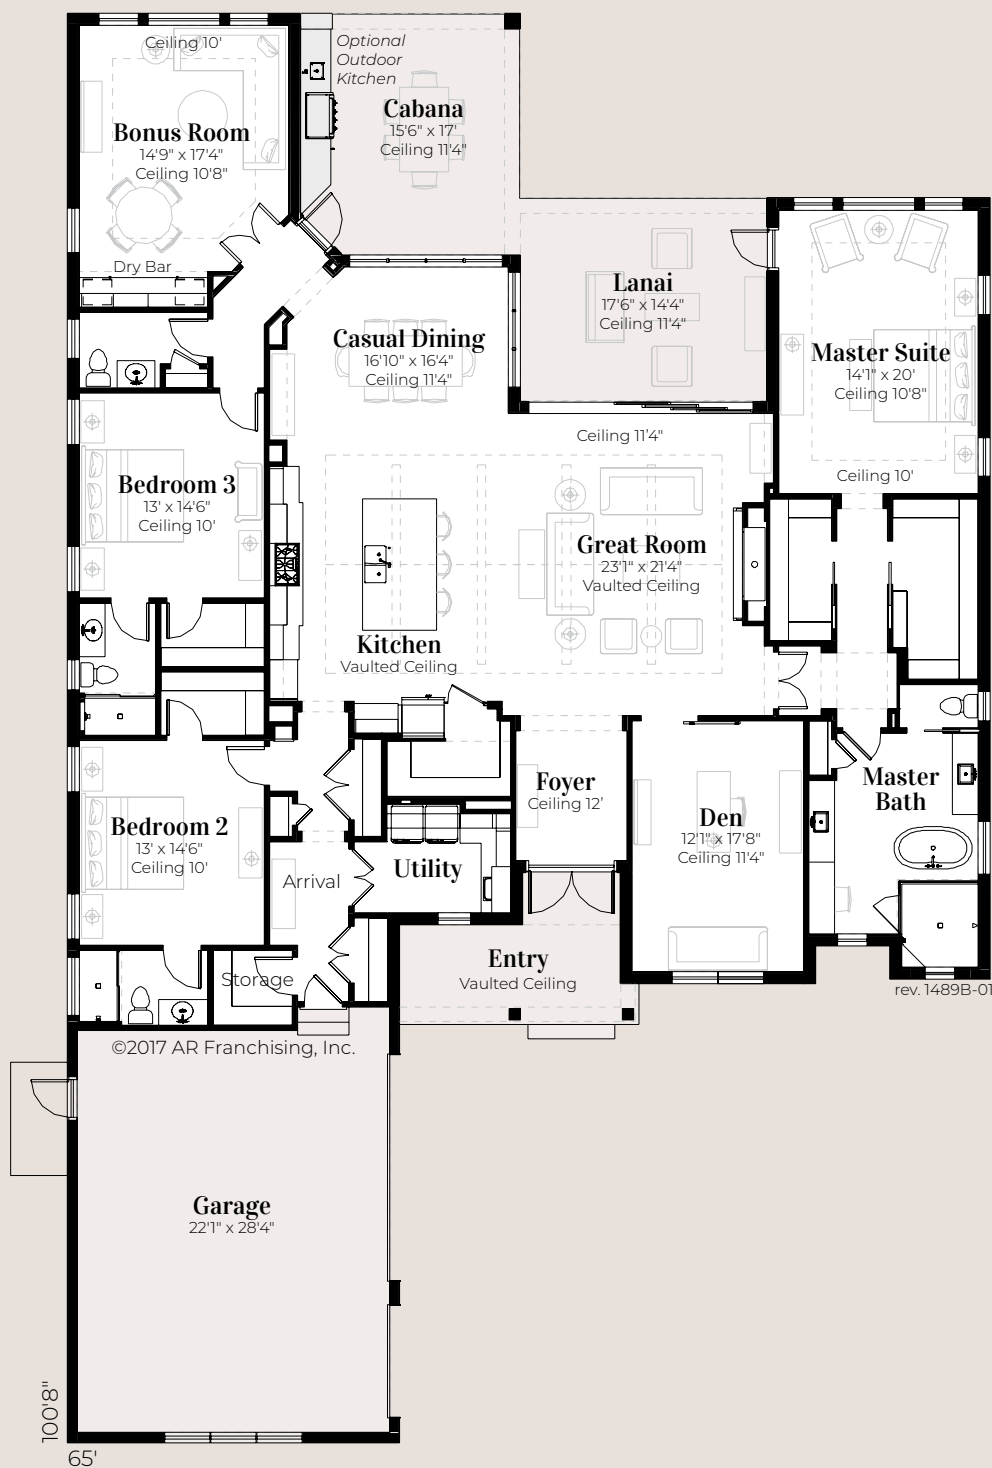 Ceiling 10'
Bonus Room
14'9" x 17'4"
Ceiling 10'8"
Dry Bar
Optional
Outdoor
Kitchen
Cabana
15'6" x 17'
Ceiling 11'4"
Lanai
17'6" x 14'4"
Ceiling 11'4"
Casual Dining
16'10" x 16'4"
Ceiling 11'4"
Master Suite
14'1" x 20'
Ceiling 10'8"
Ceiling 10'
Ceiling 11'4"
Bedroom 3
13' x 14'6"
Ceiling 10'
Great Room
23'1" x 21'4"
Vaulted Ceiling
Kitchen
Vaulted Ceiling
Foyer
Ceiling 12'
Master
Bath
Bedroom 2
13' x 14'6"
Ceiling 10'
Den
12'1" x 17'8"
Ceiling 11'4"
Utility
Arrival
Storage
Entry
Vaulted Ceiling
rev. 1489B-01
©2017 AR Franchising, Inc.
Garage
22'1" x 28'4"
100'8"
65'